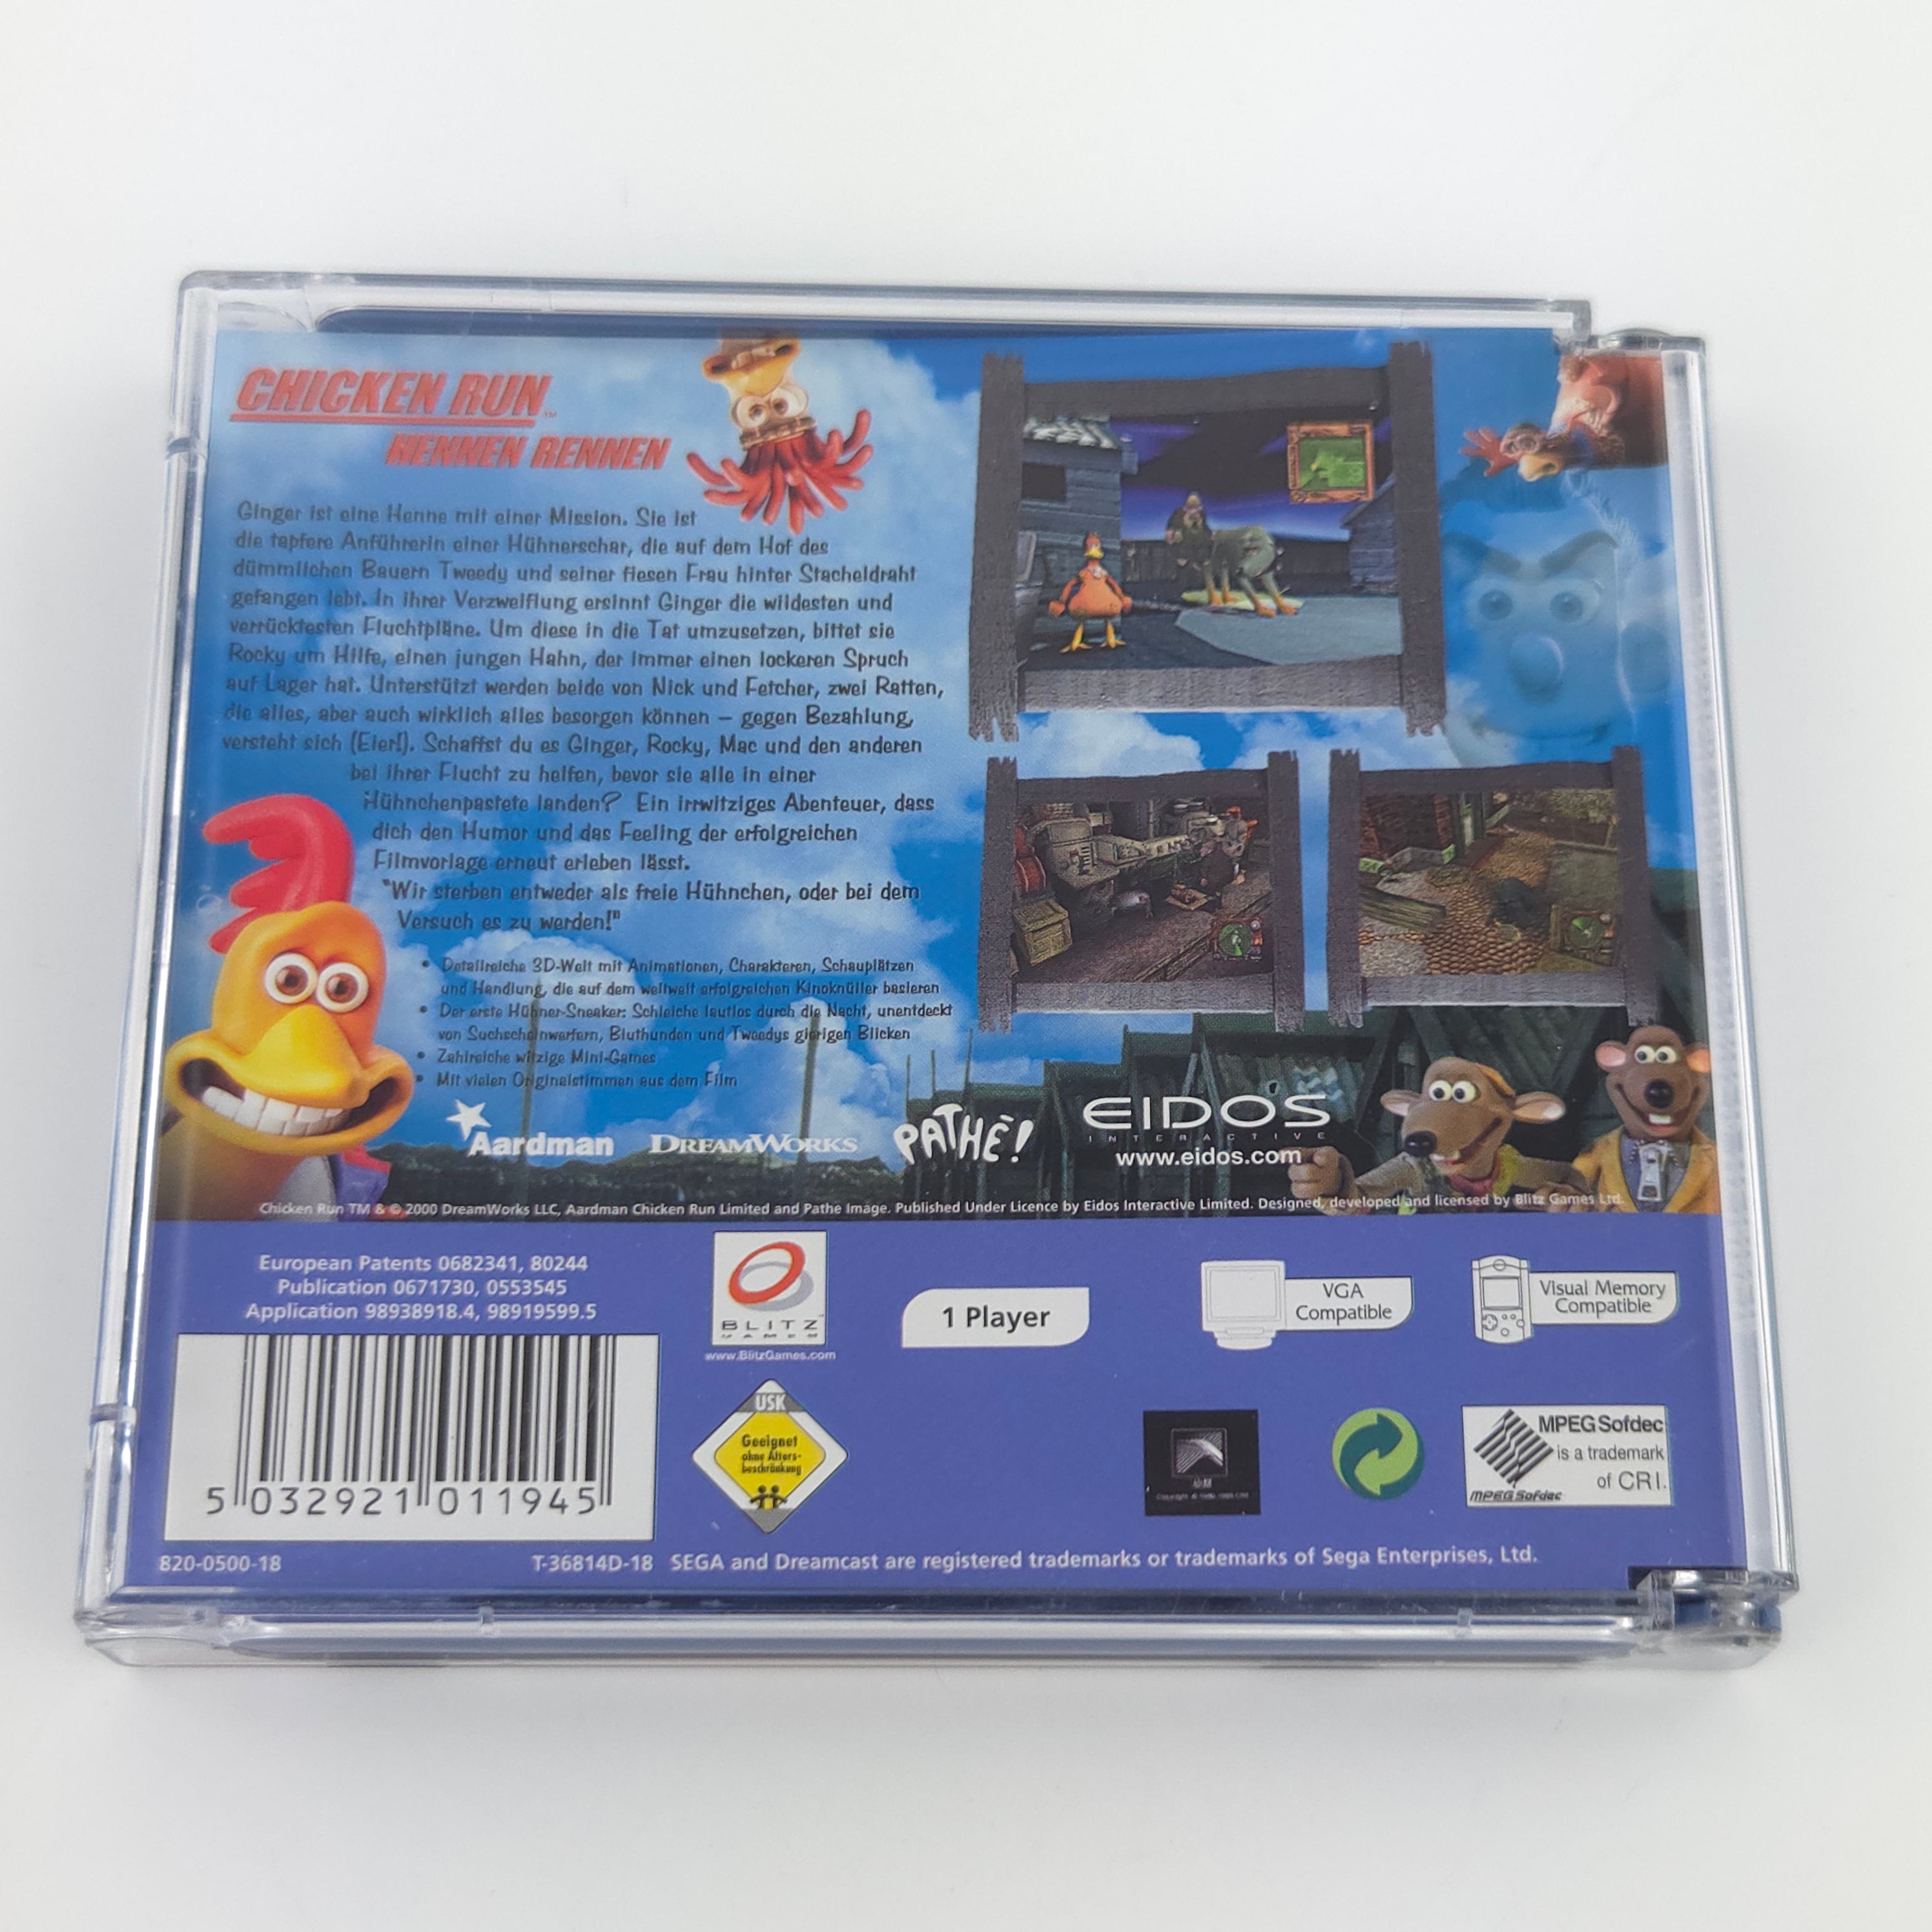 CHICKEN RUN™
HENNEN RENNEN
Ginger ist eine Henne mit einer Mission. Sie ist
die tapfere Anführerin einer Hühnerschar, die auf dem Hof des
dümmlichen Bauern Tweedy und seiner fiesen Frau hinter Stacheldraht
gefangen lebt. In ihrer Verzweiflung ersinnt Ginger die wildesten und
verrücktesten Fluchtpläne. Um diese in die Tat umzusetzen, bittet sie
Rocky um Hilfe, einen jungen Hahn, der immer einen lockeren Spruch
auf Lager hat. Unterstützt werden beide von Nick und Fetcher, zwei Ratten,
die alles, aber auch wirklich alles besorgen können – gegen Bezahlung,
versteht sich (Eier!). Schaffst du es Ginger, Rocky, Mac und den anderen
bei ihrer Flucht zu helfen, bevor sie alle in einer
Hühnchenpastete landen? Ein irrwitziges Abenteuer, dass
dich den Humor und das Feeling der erfolgreichen
Filmvorlage erneut erleben lässt.
"Wir sterben entweder als freie Hühnchen, oder bei dem
Versuch es zu werden!"
• Detailreiche 3D-Welt mit Animationen, Charakteren, Schauplätzen
und Handlung, die auf dem weltweit erfolgreichen Kinoknüller basieren
• Der erste Hühner-Sneaker: Schleiche lautlos durch die Nacht, unentdeckt
von Suchscheinwerfern, Bluthunden und Tweedys gierigen Blicken
• Zahlreiche witzige Mini-Games
• Mit vielen Originalstimmen aus dem Film
Aardman
DREAMWORKS
PATHÉ!
EIDOS
INTERACTIVE
www.eidos.com
Chicken Run TM & © 2000 DreamWorks LLC, Aardman Chicken Run Limited and Pathe Image. Published Under Licence by Eidos Interactive Limited. Designed, developed and licensed by Blitz Games Ltd.
European Patents 0682341, 80244
Publication 0671730, 0553545
Application 98938918.4, 98919599.5
BLITZ
GAMES
www.BlitzGames.com
1 Player
VGA
Compatible
Visual Memory
Compatible
5 032921 011945
USK
Geeignet
ohne Alters-
beschränkung
MPEG Sofdec
is a trademark
of CRI.
MPEG Sofdec
820-0500-18
T-36814D-18 SEGA and Dreamcast are registered trademarks or trademarks of Sega Enterprises, Ltd.